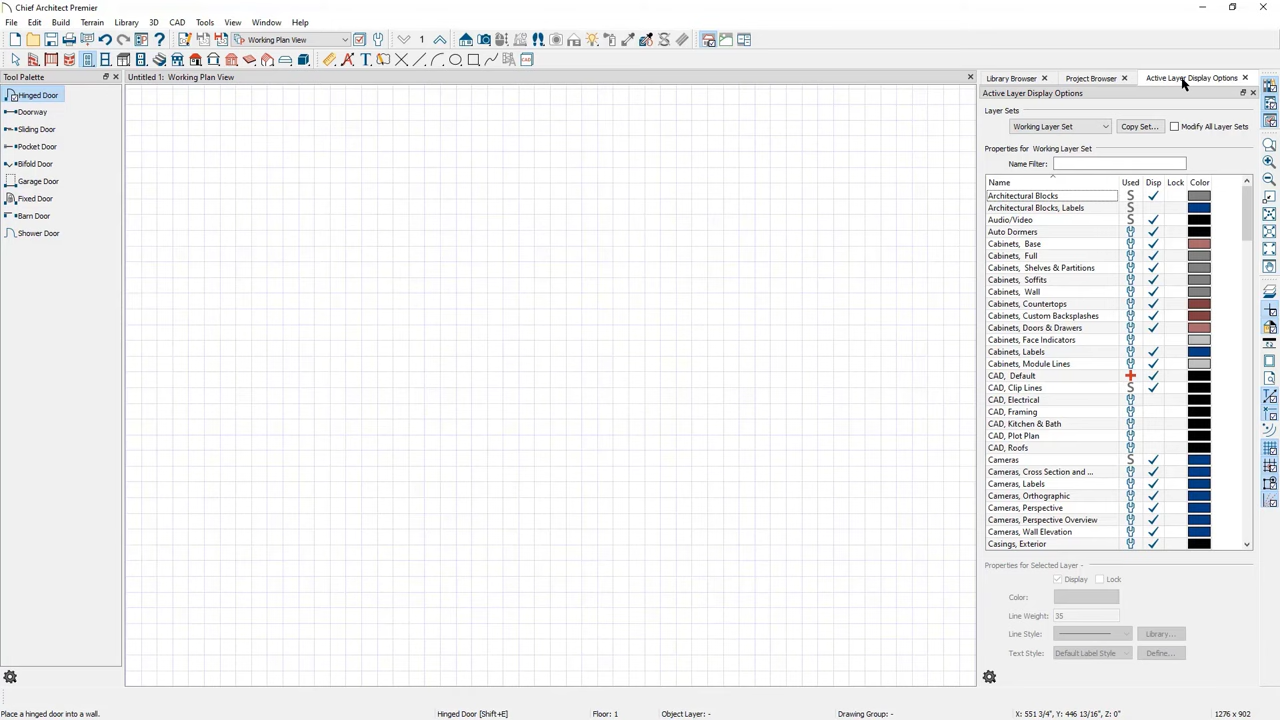 Chief Architect Premier
File Edit Build Terrain Library 3D CAD Tools View Window Help
Working Plan View
Tool Palette
Untitled 1: Working Plan View
Library Browser Project Browser Active Layer Display Options
Hinged Door
Doorway
Sliding Door
Pocket Door
Bifold Door
Garage Door
Fixed Door
Barn Door
Shower Door
Active Layer Display Options
Layer Sets
Working Layer Set Copy Set... Modify All Layer Sets
Properties for Working Layer Set
Name Filter:
Name Used Disp Lock Color
Architectural Blocks S
Architectural Blocks, Labels S
Audio/Video S
Auto Dormers
Cabinets, Base
Cabinets, Full
Cabinets, Shelves & Partitions
Cabinets, Soffits
Cabinets, Wall
Cabinets, Countertops
Cabinets, Custom Backsplashes
Cabinets, Doors & Drawers
Cabinets, Face Indicators
Cabinets, Labels
Cabinets, Module Lines
CAD, Default
CAD, Clip Lines S
CAD, Electrical
CAD, Framing
CAD, Kitchen & Bath
CAD, Plot Plan
CAD, Roofs
Cameras S
Cameras, Cross Section and ...
Cameras, Labels
Cameras, Orthographic
Cameras, Perspective
Cameras, Perspective Overview
Cameras, Wall Elevation
Casings, Exterior
Properties for Selected Layer -
Display Lock
Color:
Line Weight: 35
Line Style: Library...
Text Style: Default Label Style Define...
Place a hinged door into a wall. Hinged Door [Shift+E] Floor: 1 Object Layer: - Drawing Group: - X: 551 3/4", Y: 446 13/16", Z: 0" 1276 x 902